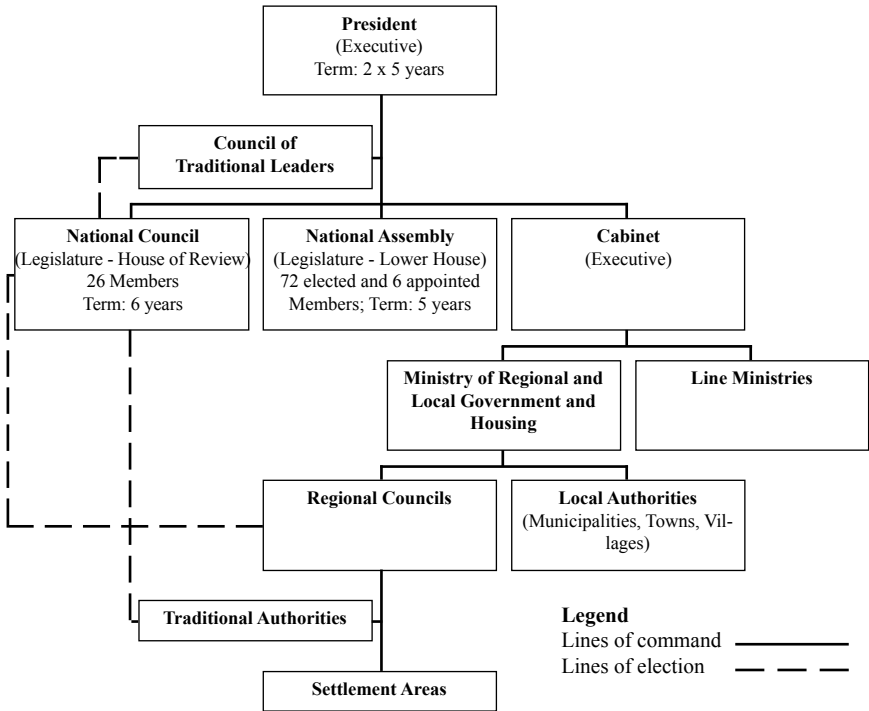 President
(Executive)
Term: 2 x 5 years
Council of
Traditional Leaders
National Council
(Legislature - House of Review)
26 Members
Term: 6 years
National Assembly
(Legislature - Lower House)
72 elected and 6 appointed
Members; Term: 5 years
Cabinet
(Executive)
Ministry of Regional and
Local Government and
Housing
Line Ministries
Regional Councils
Local Authorities
(Municipalities, Towns, Vil-
lages)
Traditional Authorities
Settlement Areas
Legend
Lines of command
Lines of election